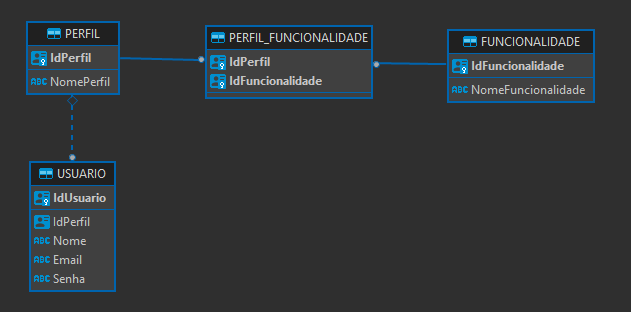 PERFIL
IdPerfil
ABC NomePerfil
PERFIL_FUNCIONALIDADE
IdPerfil
IdFuncionalidade
FUNCIONALIDADE
IdFuncionalidade
ABC NomeFuncionalidade
USUARIO
IdUsuario
IdPerfil
ABC Nome
ABC Email
ABC Senha